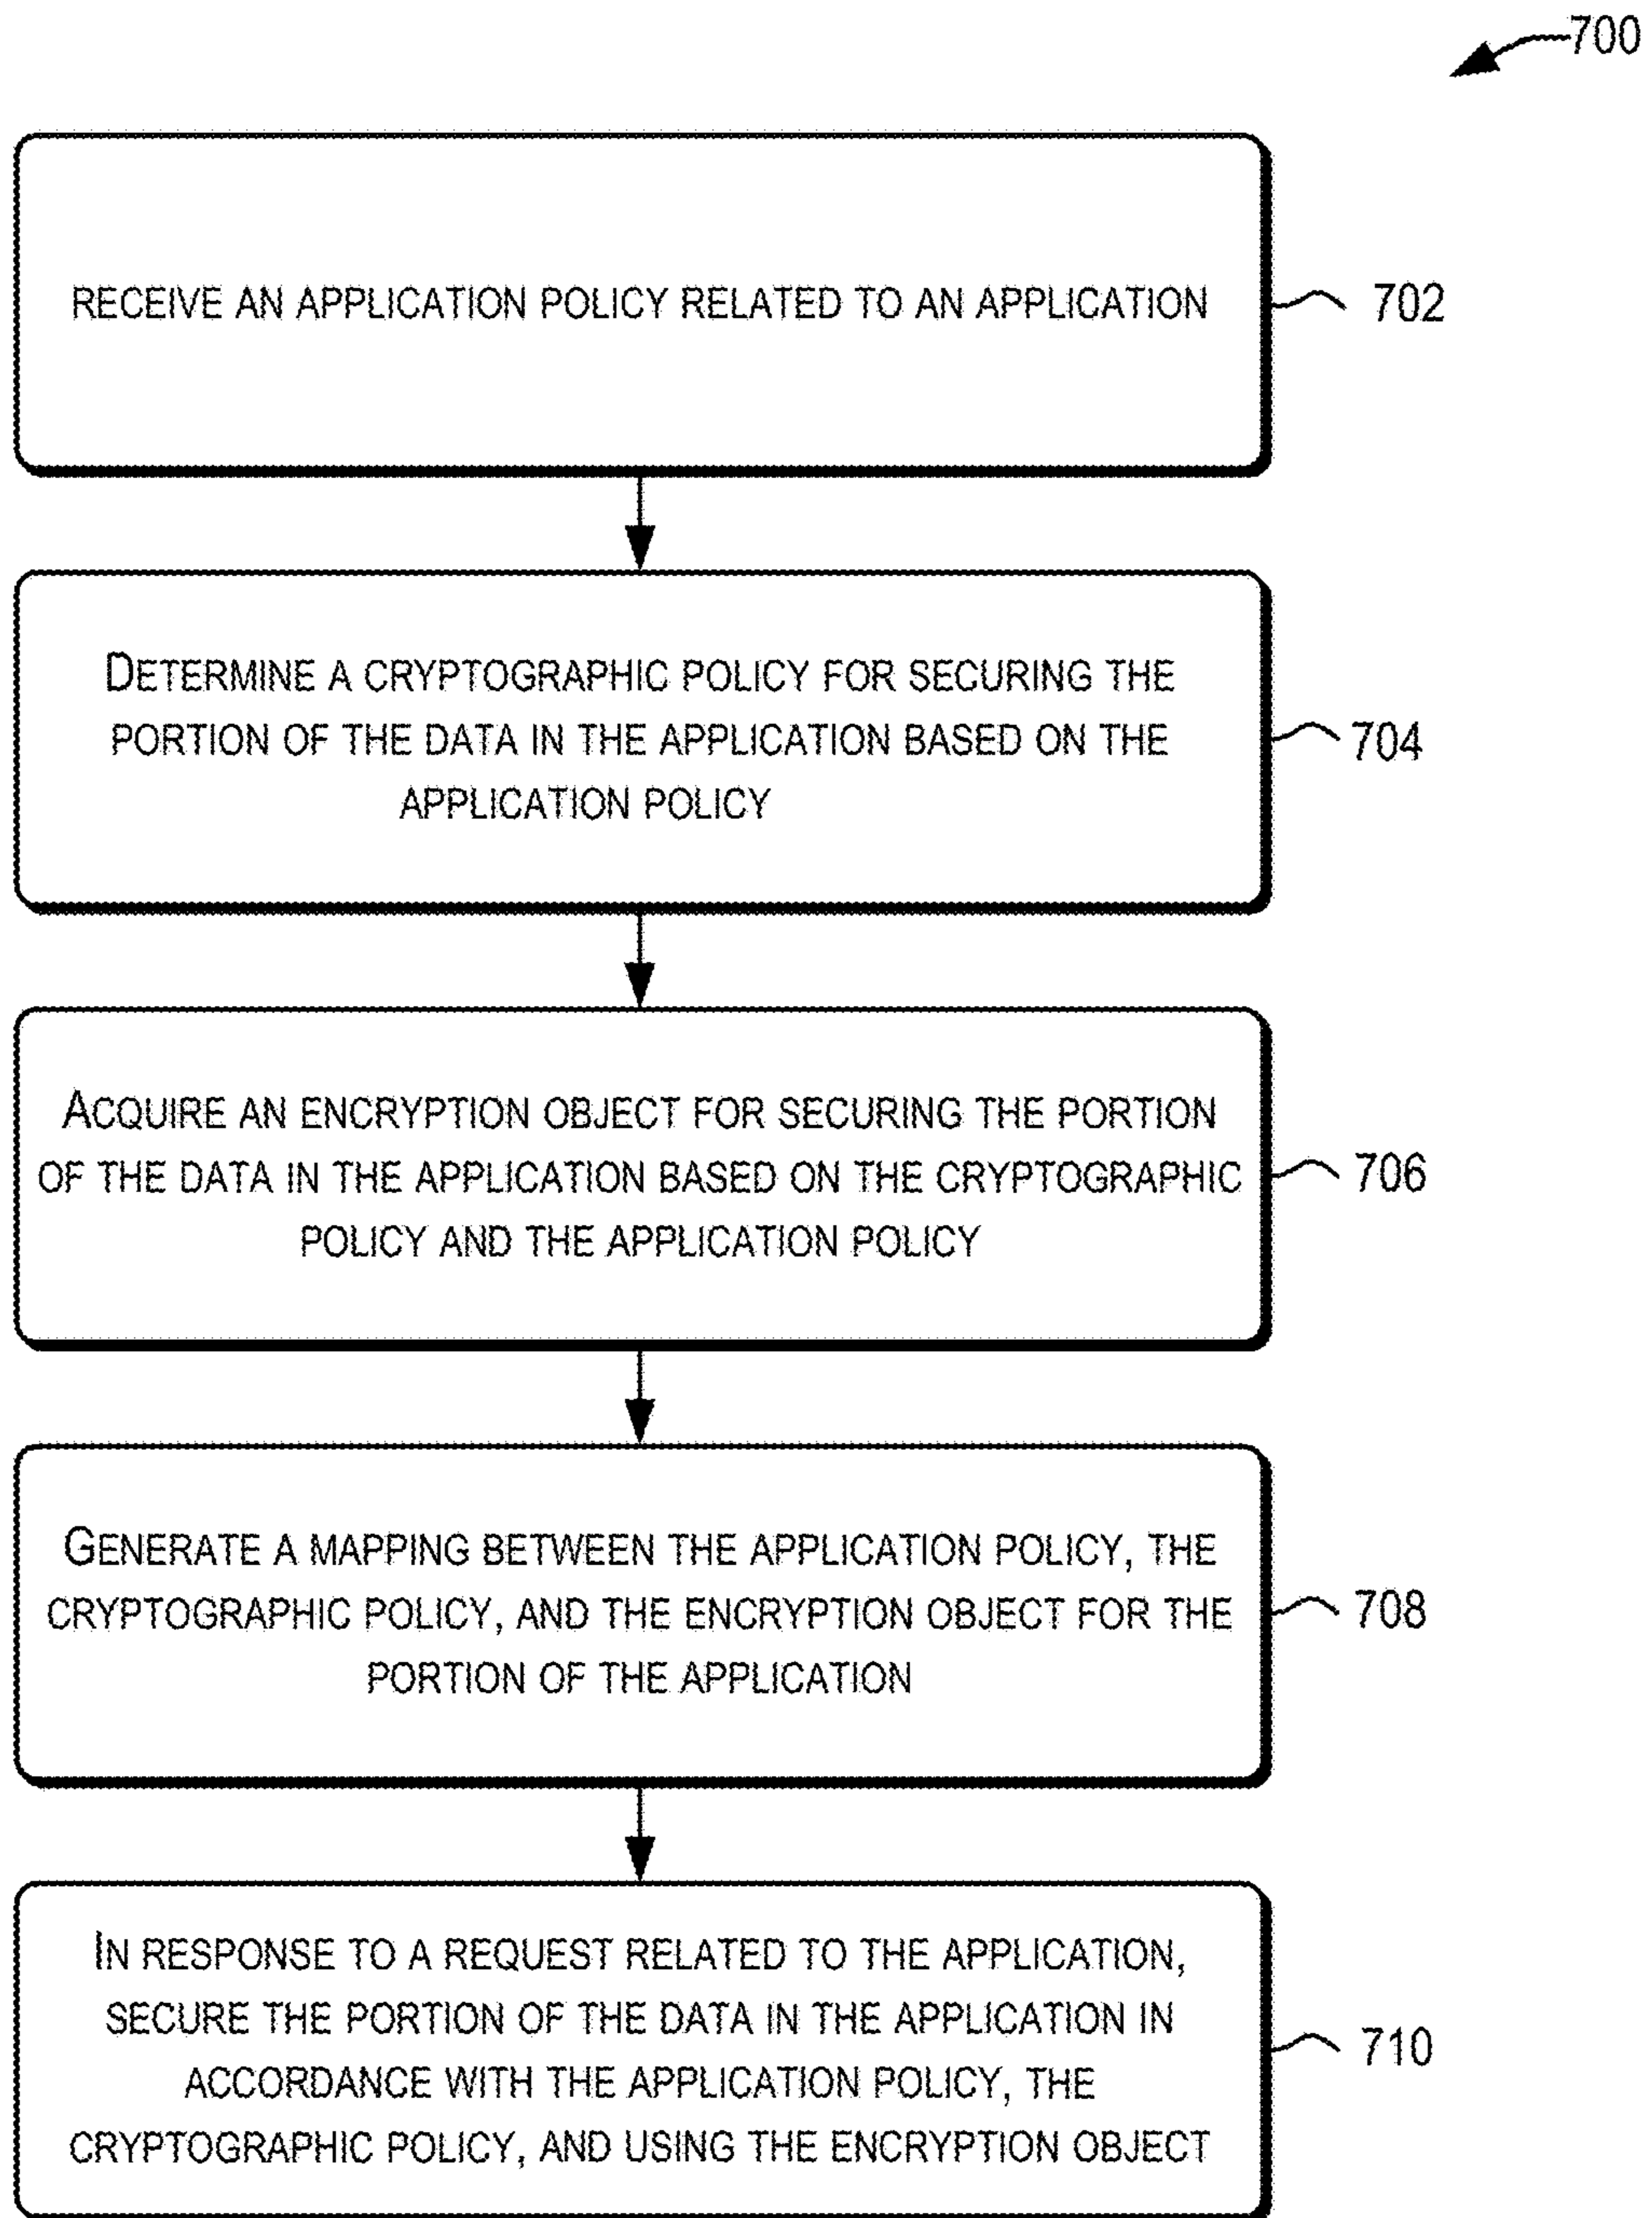 700
RECEIVE AN APPLICATION POLICY RELATED TO AN APPLICATION
702
DETERMINE A CRYPTOGRAPHIC POLICY FOR SECURING THE
PORTION OF THE DATA IN THE APPLICATION BASED ON THE
APPLICATION POLICY
704
ACQUIRE AN ENCRYPTION OBJECT FOR SECURING THE PORTION
OF THE DATA IN THE APPLICATION BASED ON THE CRYPTOGRAPHIC
POLICY AND THE APPLICATION POLICY
706
GENERATE A MAPPING BETWEEN THE APPLICATION POLICY, THE
CRYPTOGRAPHIC POLICY, AND THE ENCRYPTION OBJECT FOR THE
PORTION OF THE APPLICATION
708
IN RESPONSE TO A REQUEST RELATED TO THE APPLICATION,
SECURE THE PORTION OF THE DATA IN THE APPLICATION IN
ACCORDANCE WITH THE APPLICATION POLICY, THE
CRYPTOGRAPHIC POLICY, AND USING THE ENCRYPTION OBJECT
710